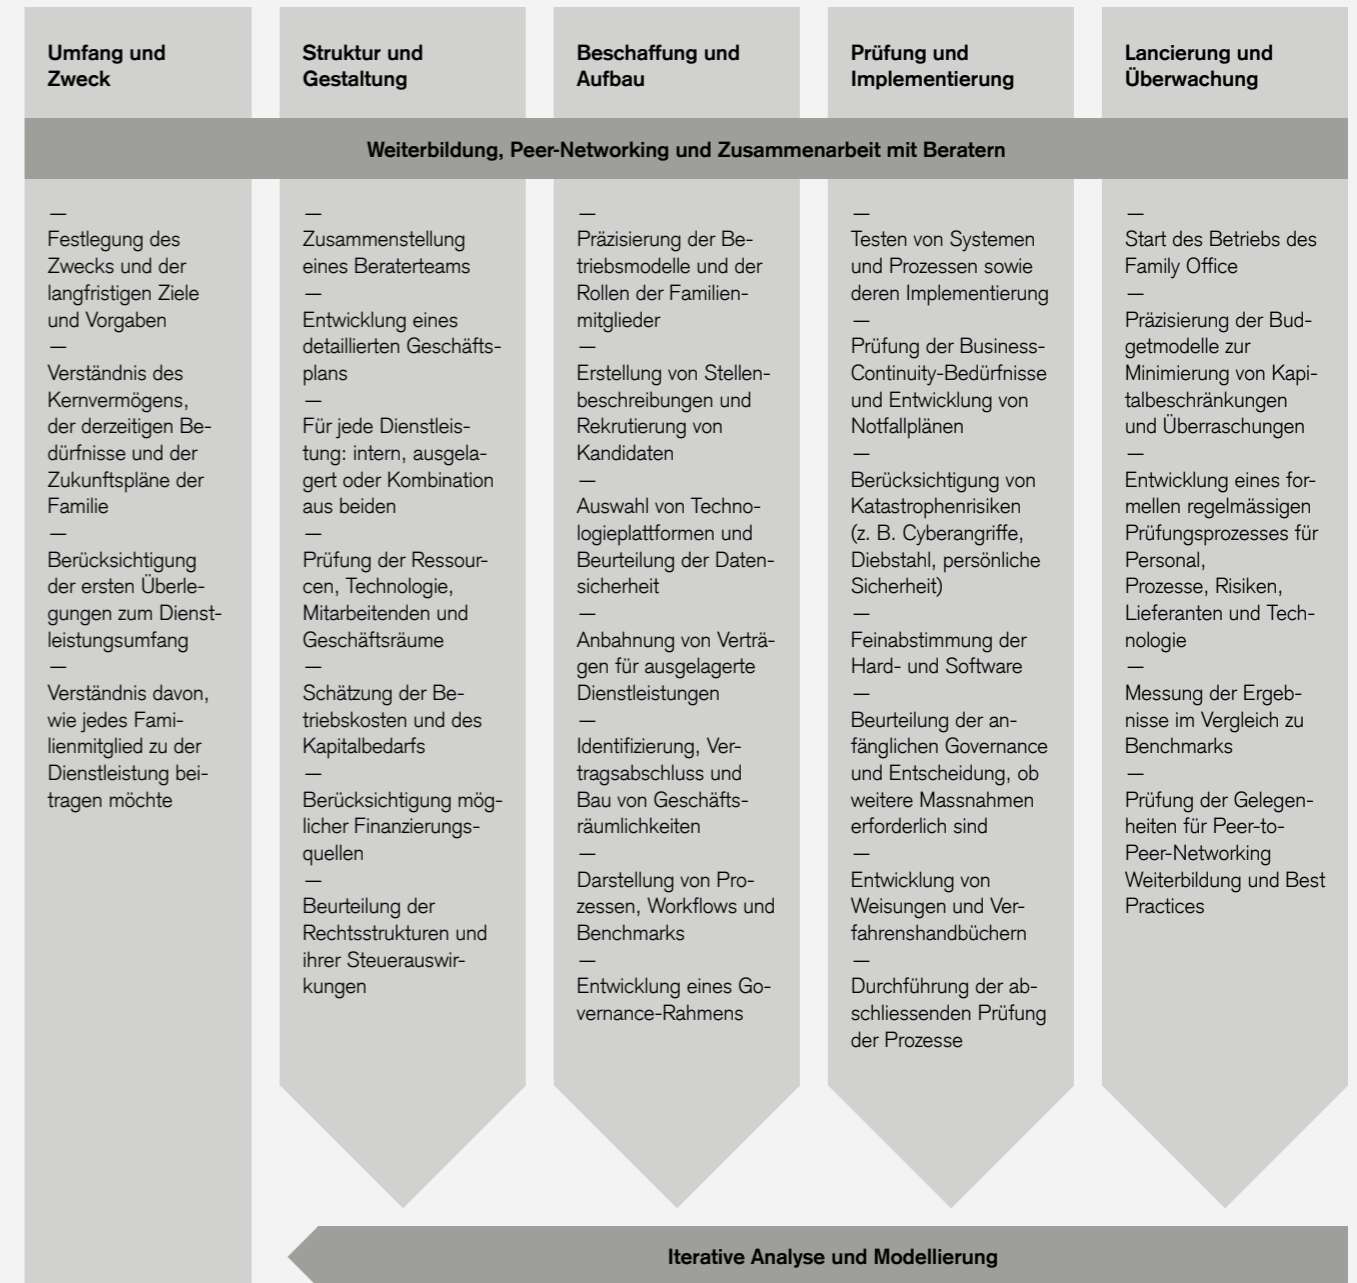 Umfang und
Zweck
Struktur und
Gestaltung
Beschaffung und
Aufbau
Prüfung und
Implementierung
Lancierung und
Überwachung
Weiterbildung, Peer-Networking und Zusammenarbeit mit Beratern
—
Festlegung des
Zwecks und der
langfristigen Ziele
und Vorgaben
—
Verständnis des
Kernvermögens,
der derzeitigen Be-
dürfnisse und der
Zukunftspläne der
Familie
—
Berücksichtigung
der ersten Überle-
gungen zum Dienst-
leistungsumfang
—
Verständnis davon,
wie jedes Fami-
lienmitglied zu der
Dienstleistung bei-
tragen möchte
—
Zusammenstellung
eines Beraterteams
—
Entwicklung eines
detaillierten Geschäfts-
plans
—
Für jede Dienstleis-
tung: intern, ausgela-
gert oder Kombination
aus beiden
—
Prüfung der Ressour-
cen, Technologie,
Mitarbeitenden und
Geschäftsräume
—
Schätzung der Be-
triebskosten und des
Kapitalbedarfs
—
Berücksichtigung mög-
licher Finanzierungs-
quellen
—
Beurteilung der
Rechtsstrukturen und
ihrer Steuerauswir-
kungen
—
Präzisierung der Be-
triebsmodelle und der
Rollen der Familien-
mitglieder
—
Erstellung von Stellen-
beschreibungen und
Rekrutierung von
Kandidaten
—
Auswahl von Techno-
logieplattformen und
Beurteilung der Daten-
sicherheit
—
Anbahnung von Verträ-
gen für ausgelagerte
Dienstleistungen
—
Identifizierung, Ver-
tragsabschluss und
Bau von Geschäfts-
räumlichkeiten
—
Darstellung von Pro-
zessen, Workflows und
Benchmarks
—
Entwicklung eines Go-
vernance-Rahmens
—
Testen von Systemen
und Prozessen sowie
deren Implementierung
—
Prüfung der Business-
Continuity-Bedürfnisse
und Entwicklung von
Notfallplänen
—
Berücksichtigung von
Katastrophenrisiken
(z. B. Cyberangriffe,
Diebstahl, persönliche
Sicherheit)
—
Feinabstimmung der
Hard- und Software
—
Beurteilung der an-
fänglichen Governance
und Entscheidung, ob
weitere Massnahmen
erforderlich sind
—
Entwicklung von
Weisungen und Ver-
fahrenshandbüchern
—
Durchführung der ab-
schliessenden Prüfung
der Prozesse
—
Start des Betriebs des
Family Office
—
Präzisierung der Bud-
getmodelle zur
Minimierung von Kapi-
talbeschränkungen
und Überraschungen
—
Entwicklung eines for-
mellen regelmässigen
Prüfungsprozesses für
Personal,
Prozesse, Risiken,
Lieferanten und Tech-
nologie
—
Messung der Ergeb-
nisse im Vergleich zu
Benchmarks
—
Prüfung der Gelegen-
heiten für Peer-to-
Peer-Networking
Weiterbildung und Best
Practices
Iterative Analyse und Modellierung